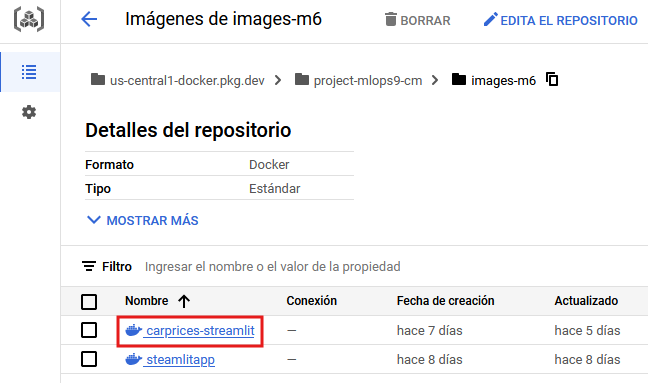 Imágenes de images-m6
BORRAR
EDITA EL REPOSITORIO
us-central1-docker.pkg.dev > project-mlops9-cm > images-m6
Detalles del repositorio
Formato Docker
Tipo Estándar
MOSTRAR MÁS
Filtro Ingresar el nombre o el valor de la propiedad
Nombre Conexión Fecha de creación Actualizado
carprices-streamlit — hace 7 días hace 5 días
steamlitapp — hace 8 días hace 8 días